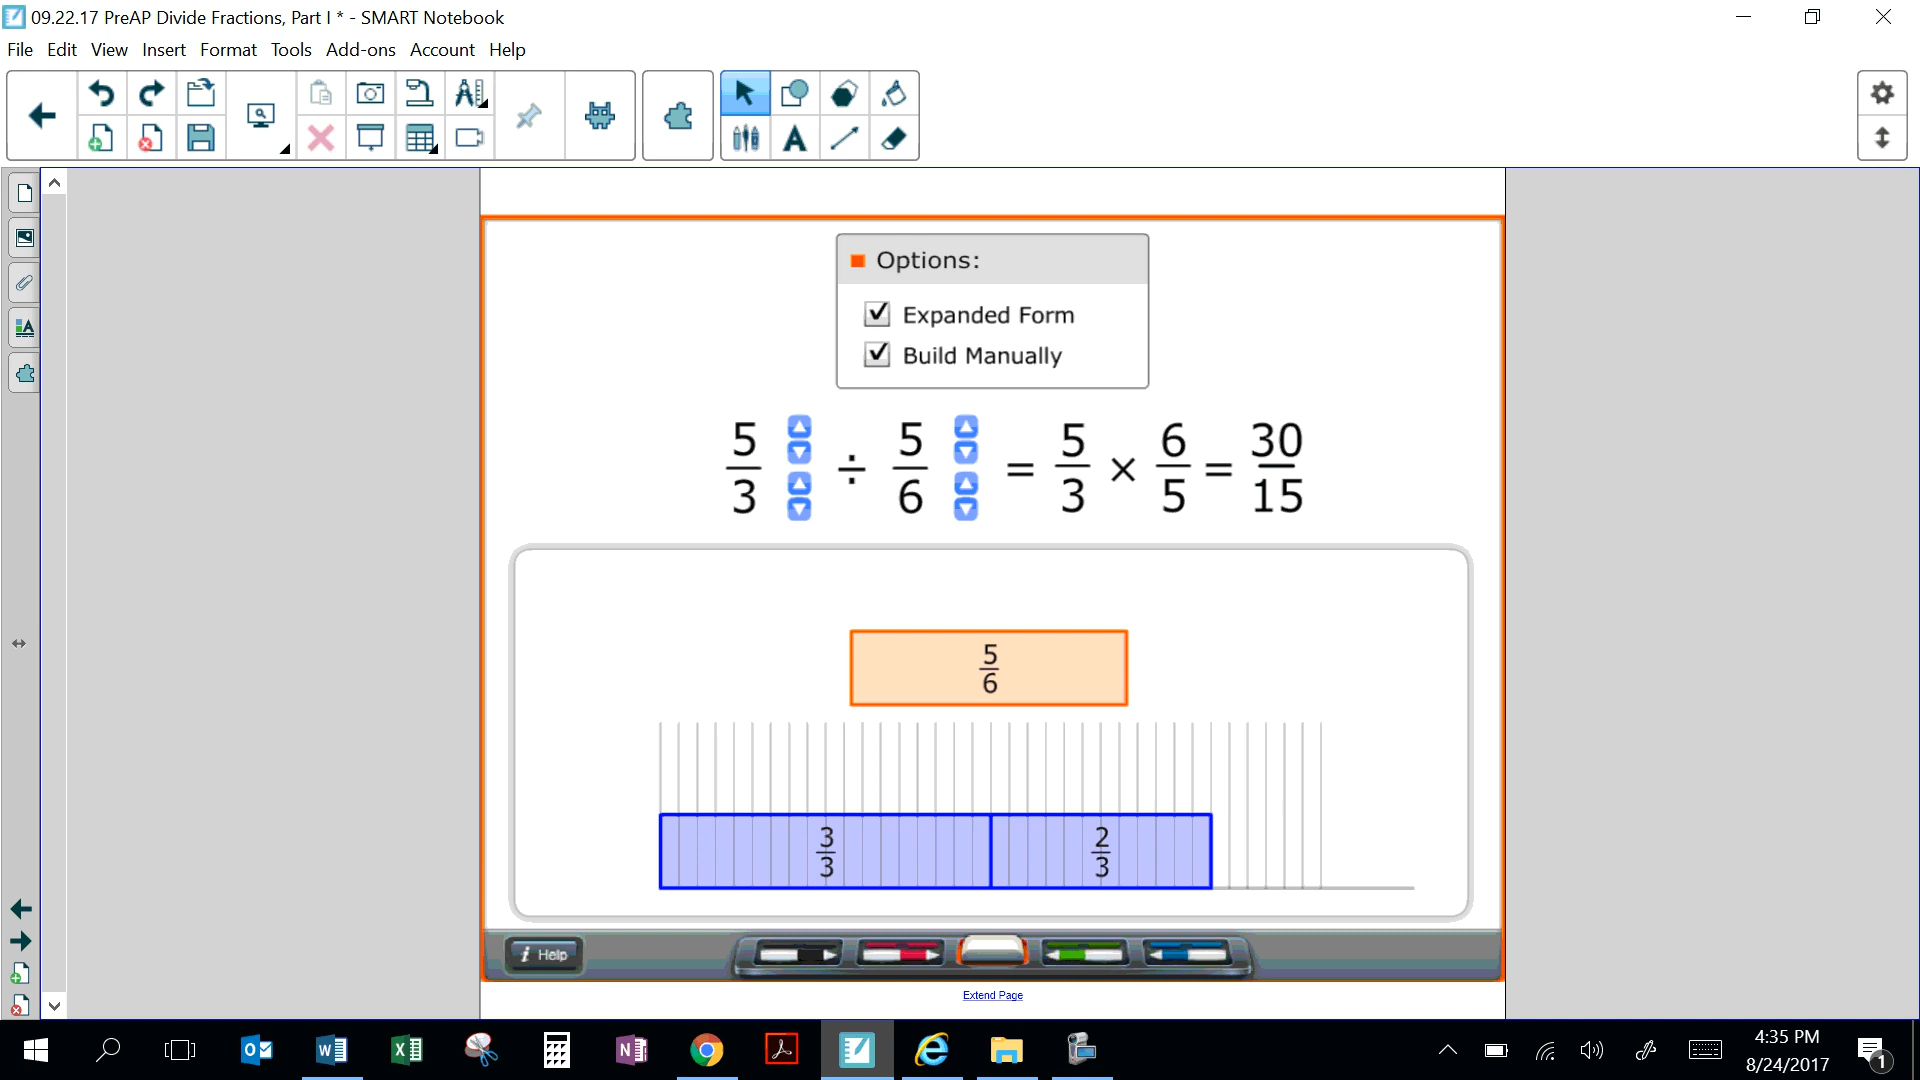 09.22.17 PreAP Divide Fractions, Part I * - SMART Notebook
File Edit View Insert Format Tools Add-ons Account Help
Options:
Expanded Form
Build Manually
5/3 ÷ 5/6 = 5/3 × 6/5 = 30/15
5/6
3/3 2/3
i Help
Extend Page
4:35 PM
8/24/2017
1